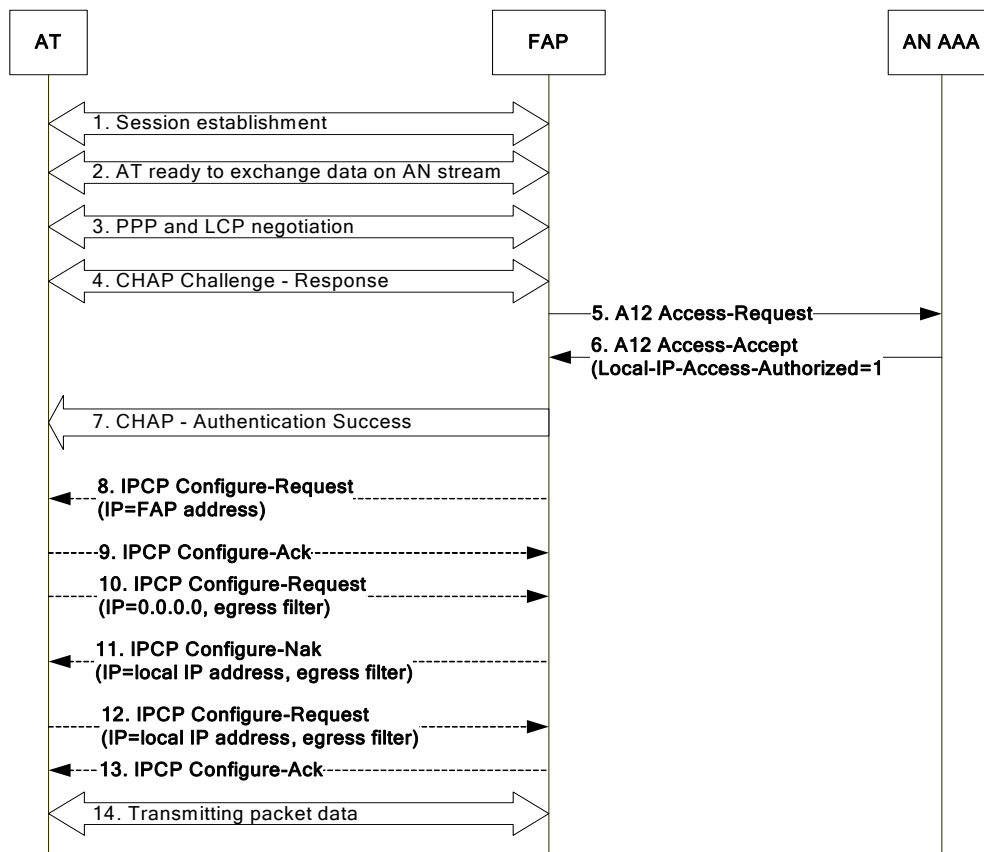 AT
FAP
AN AAA
1. Session establishment
2. AT ready to exchange data on AN stream
3. PPP and LCP negotiation
4. CHAP Challenge - Response
5. A12 Access-Request
6. A12 Access-Accept
(Local-IP-Access-Authorized=1
7. CHAP - Authentication Success
8. IPCP Configure-Request
(IP=FAP address)
9. IPCP Configure-Ack
10. IPCP Configure-Request
(IP=0.0.0.0, egress filter)
11. IPCP Configure-Nak
(IP=local IP address, egress filter)
12. IPCP Configure-Request
(IP=local IP address, egress filter)
13. IPCP Configure-Ack
14. Transmitting packet data